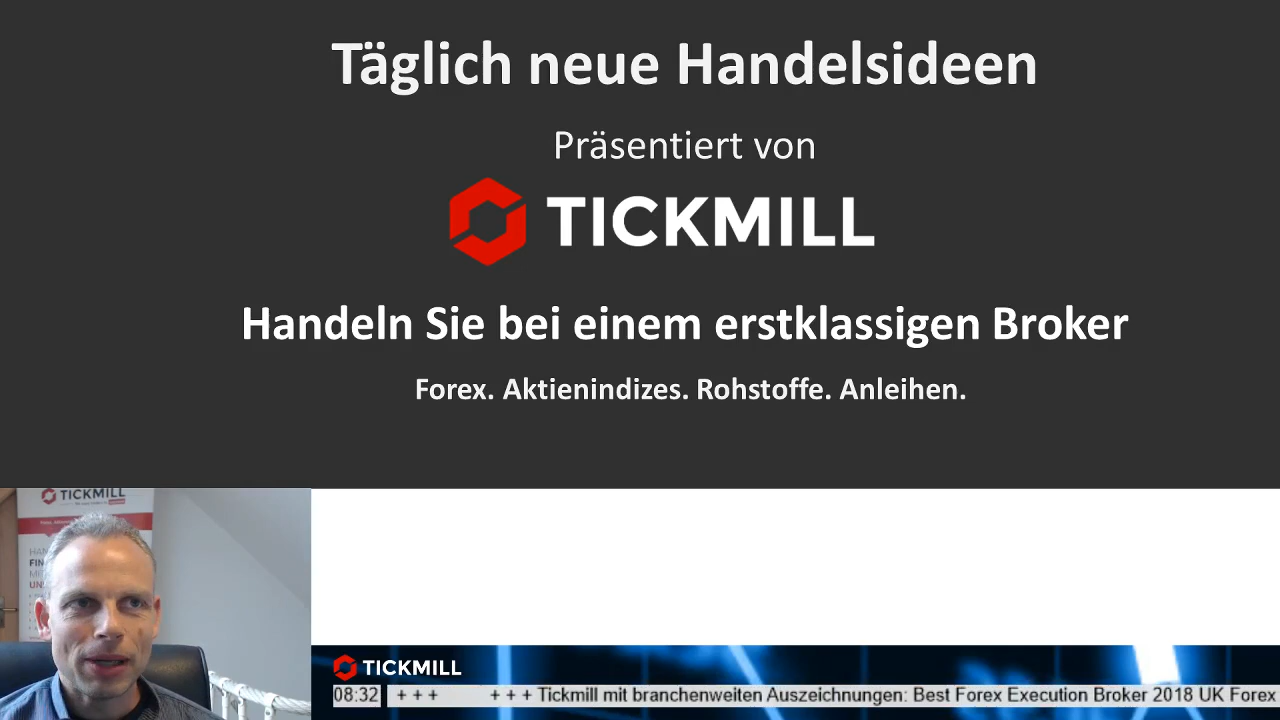 Täglich neue Handelsideen
Präsentiert von
TICKMILL
Handeln Sie bei einem erstklassigen Broker
Forex. Aktienindizes. Rohstoffe. Anleihen.
TICKMILL
TICKMILL
08:32 + + + + + + Tickmill mit branchenweiten Auszeichnungen: Best Forex Execution Broker 2018 UK Forex